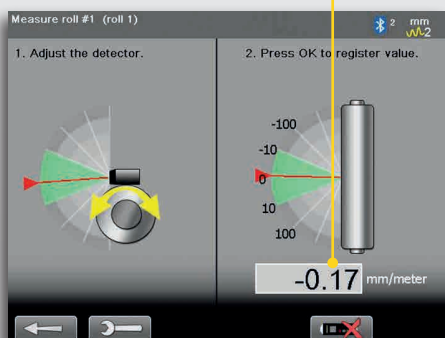 Measure roll #1 (roll 1)
2
mm
2
1. Adjust the detector.
2. Press OK to register value.
-100
-10
0
10
100
-0.17 mm/meter